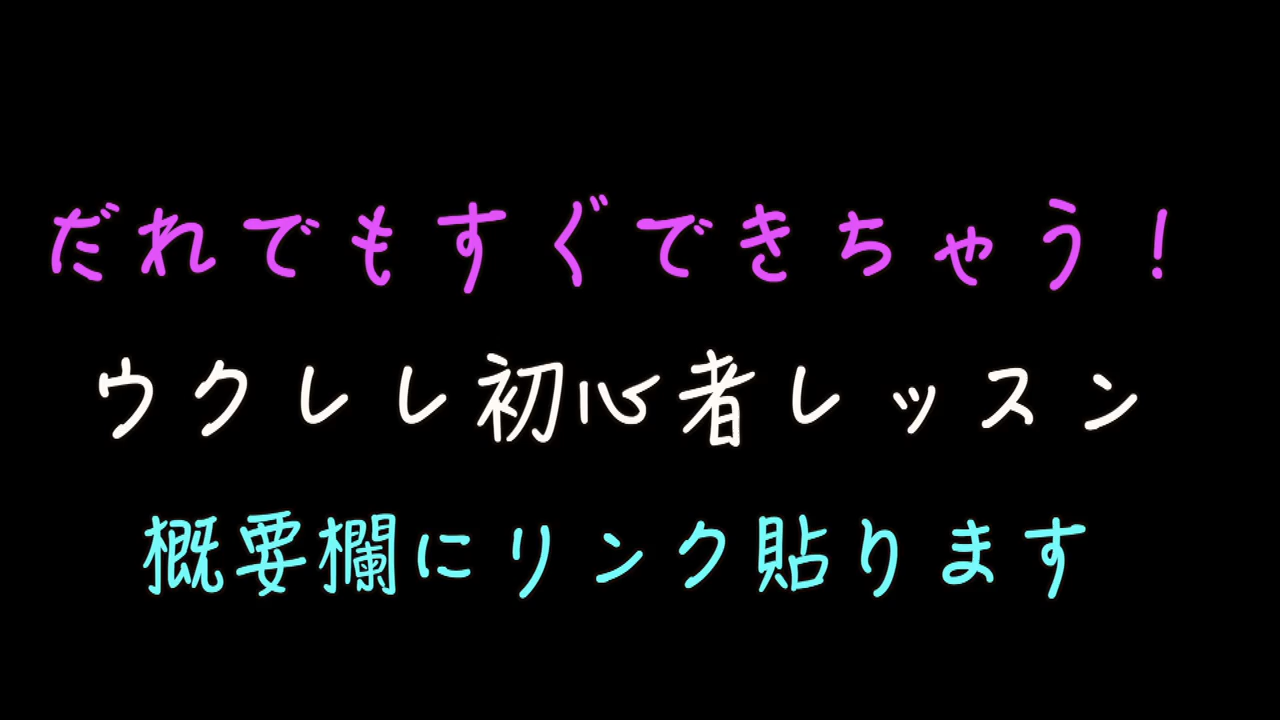 だれでもすぐできちゃう！
ウクレレ初心者レッスン
概要欄にリンク貼ります